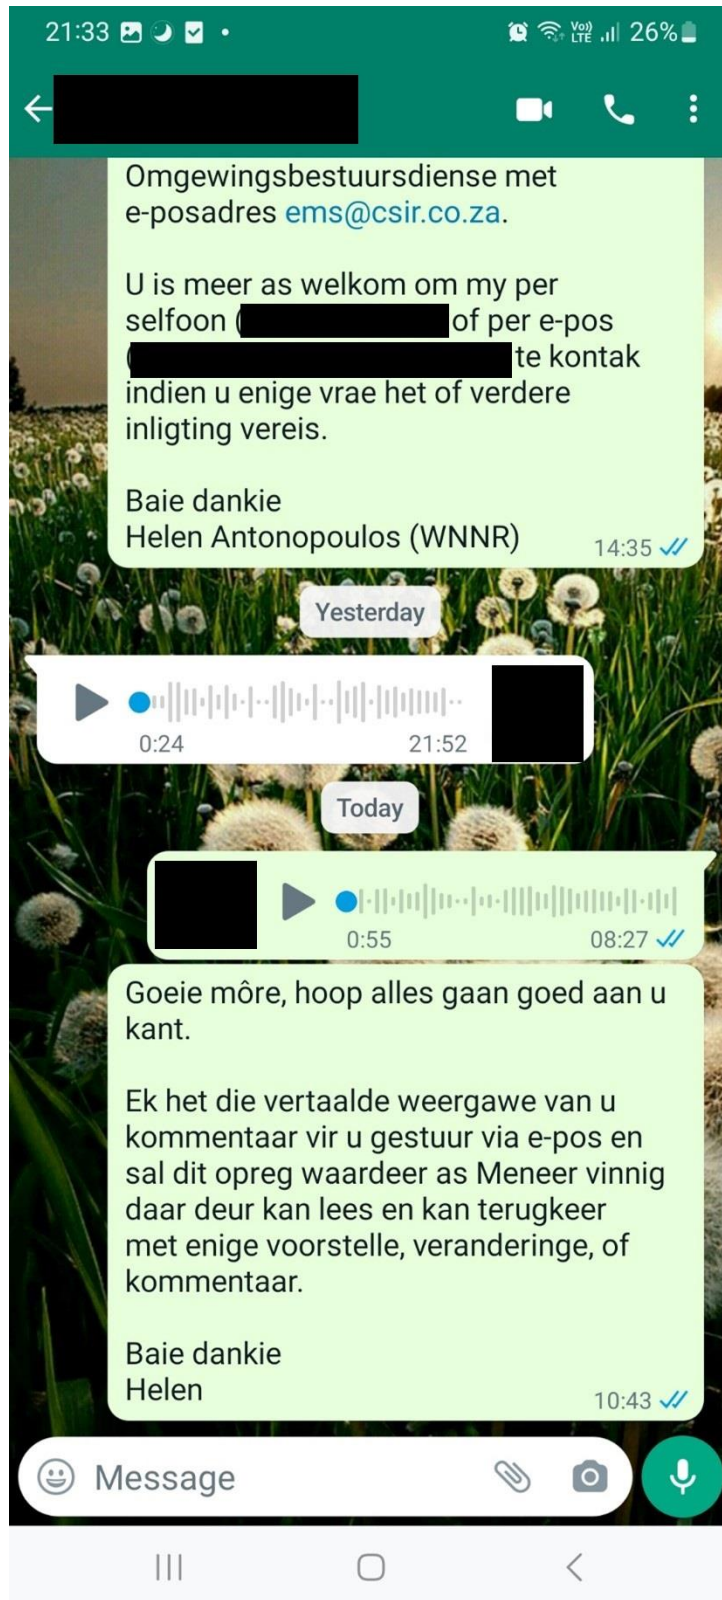 21:33
Vo))
LTE
26%
Omgewingsbestuursdienste met
e-posadres ems@csir.co.za.
U is meer as welkom om my per
selfoon (
of per e-pos
(
te kontak
indien u enige vrae het of verdere
inligting vereis.
Baie dankie
Helen Antonopoulos (WNNR)
14:35
Yesterday
0:24
21:52
Today
0:55
08:27
Goeie môre, hoop alles gaan goed aan u
kant.
Ek het die vertaalde weergawe van u
kommentaar vir u gestuur via e-pos en
sal dit opreg waardeer as Meneer vinnig
daar deur kan lees en kan terugkeer
met enige voorstelle, veranderinge, of
kommentaar.
Baie dankie
Helen
10:43
Message